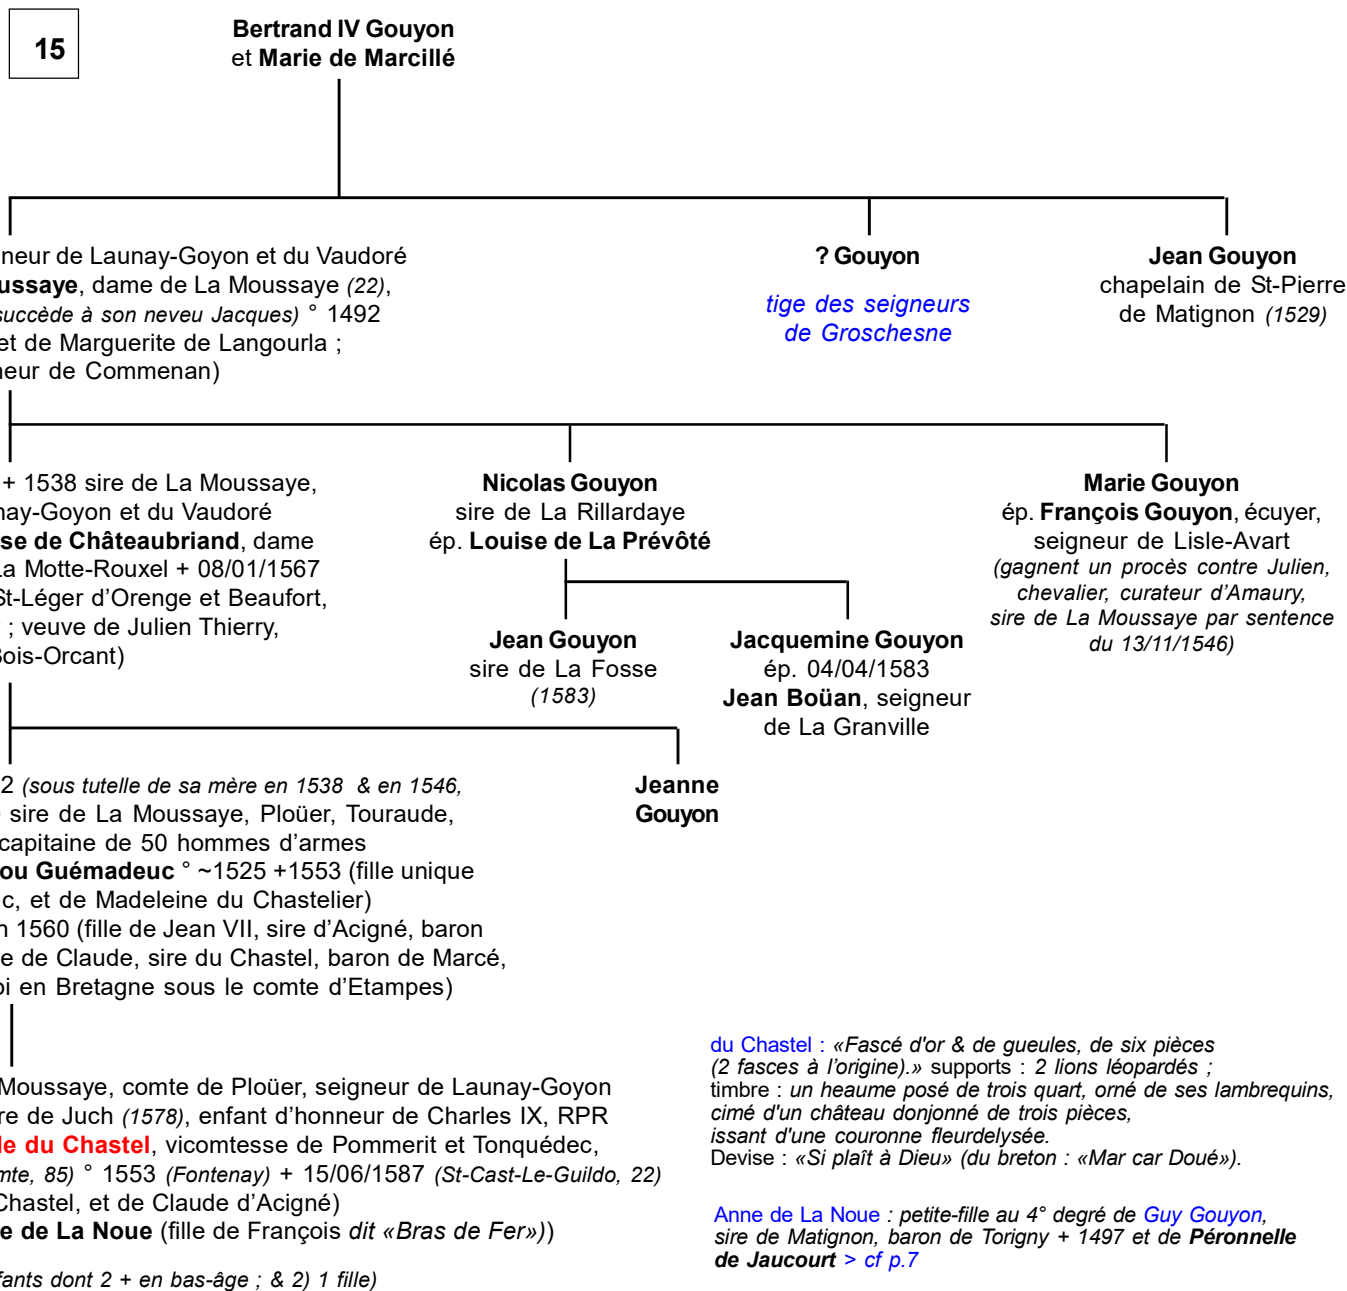 15
Bertrand IV Gouyon
et Marie de Marcillé
neur de Launay-Goyon et du Vaudoré
ussaye, dame de La Moussaye (22),
succède à son neveu Jacques) ° 1492
et de Marguerite de Langourla ;
neur de Commenan)
? Gouyon
tige des seigneurs
de Groschesne
Jean Gouyon
chapelain de St-Pierre
de Matignon (1529)
+ 1538 sire de La Moussaye,
nay-Goyon et du Vaudoré
se de Châteaubriand, dame
La Motte-Rouxel + 08/01/1567
St-Léger d’Orenge et Beaufort,
; veuve de Julien Thierry,
Bois-Orcant)
Nicolas Gouyon
sire de La Rillardaye
ép. Louise de La Prévôté
Marie Gouyon
ép. François Gouyon, écuyer,
seigneur de Lisle-Avart
(gagnent un procès contre Julien,
chevalier, curateur d’Amaury,
sire de La Moussaye par sentence
du 13/11/1546)
Jean Gouyon
sire de La Fosse
(1583)
Jacquemine Gouyon
ép. 04/04/1583
Jean Boüan, seigneur
de La Granville
2 (sous tutelle de sa mère en 1538 & en 1546,
sire de La Moussaye, Ploüer, Touraude,
capitaine de 50 hommes d’armes
ou Guémadeuc ° ~1525 +1553 (fille unique
c, et de Madeleine du Chastelier)
n 1560 (fille de Jean VII, sire d’Acigné, baron
e de Claude, sire du Chastel, baron de Marcé,
oi en Bretagne sous le comte d’Etampes)
Jeanne
Gouyon
Moussaye, comte de Ploüer, seigneur de Launay-Goyon
re de Juch (1578), enfant d’honneur de Charles IX, RPR
le du Chastel, vicomtesse de Pommerit et Tonquédec,
mte, 85) ° 1553 (Fontenay) + 15/06/1587 (St-Cast-Le-Guildo, 22)
Chastel, et de Claude d’Acigné)
e de La Noue (fille de François dit «Bras de Fer»))
fants dont 2 + en bas-âge ; & 2) 1 fille)
du Chastel : «Fascé d'or & de gueules, de six pièces
(2 fasces à l’origine).» supports : 2 lions léopardés ;
timbre : un heaume posé de trois quart, orné de ses lambrequins,
cimé d'un château donjonné de trois pièces,
issant d'une couronne fleurdelysée.
Devise : «Si plaît à Dieu» (du breton : «Mar car Doué»).
Anne de La Noue : petite-fille au 4° degré de Guy Gouyon,
sire de Matignon, baron de Torigny + 1497 et de Péronnelle
de Jaucourt > cf p.7